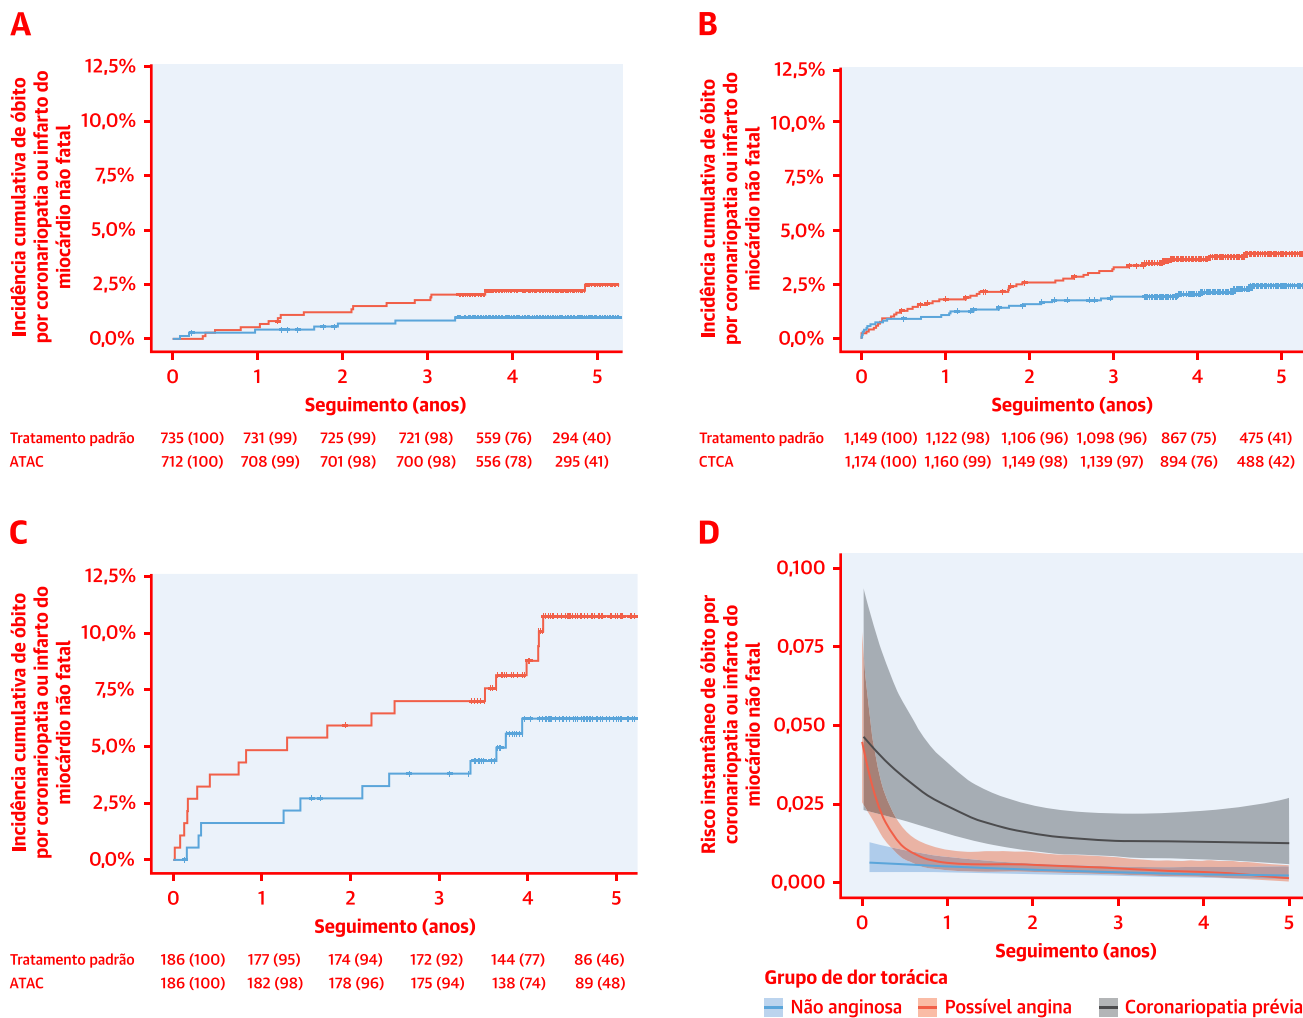 A
Incidência cumulativa de óbito
por coronariopatia ou infarto do
miocárdio não fatal
12,5%
10,0%
7,5%
5,0%
2,5%
0,0%
0 1 2 3 4 5
Seguimento (anos)
Tratamento padrão 735 (100) 731 (99) 725 (99) 721 (98) 559 (76) 294 (40)
ATAC 712 (100) 708 (99) 701 (98) 700 (98) 556 (78) 295 (41)
B
Incidência cumulativa de óbito
por coronariopatia ou infarto do
miocárdio não fatal
12,5%
10,0%
7,5%
5,0%
2,5%
0,0%
0 1 2 3 4 5
Seguimento (anos)
Tratamento padrão 1,149 (100) 1,122 (98) 1,106 (96) 1,098 (96) 867 (75) 475 (41)
CTCA 1,174 (100) 1,160 (99) 1,149 (98) 1,139 (97) 894 (76) 488 (42)
C
Incidência cumulativa de óbito
por coronariopatia ou infarto do
miocárdio não fatal
12,5%
10,0%
7,5%
5,0%
2,5%
0,0%
0 1 2 3 4 5
Seguimento (anos)
Tratamento padrão 186 (100) 177 (95) 174 (94) 172 (92) 144 (77) 86 (46)
ATAC 186 (100) 182 (98) 178 (96) 175 (94) 138 (74) 89 (48)
D
Risco instantâneo de óbito por
coronariopatia ou infarto do
miocárdio não fatal
0,100
0,075
0,050
0,025
0,000
0 1 2 3 4 5
Seguimento (anos)
Grupo de dor torácica
Não anginosa Possível angina Coronariopatia prévia